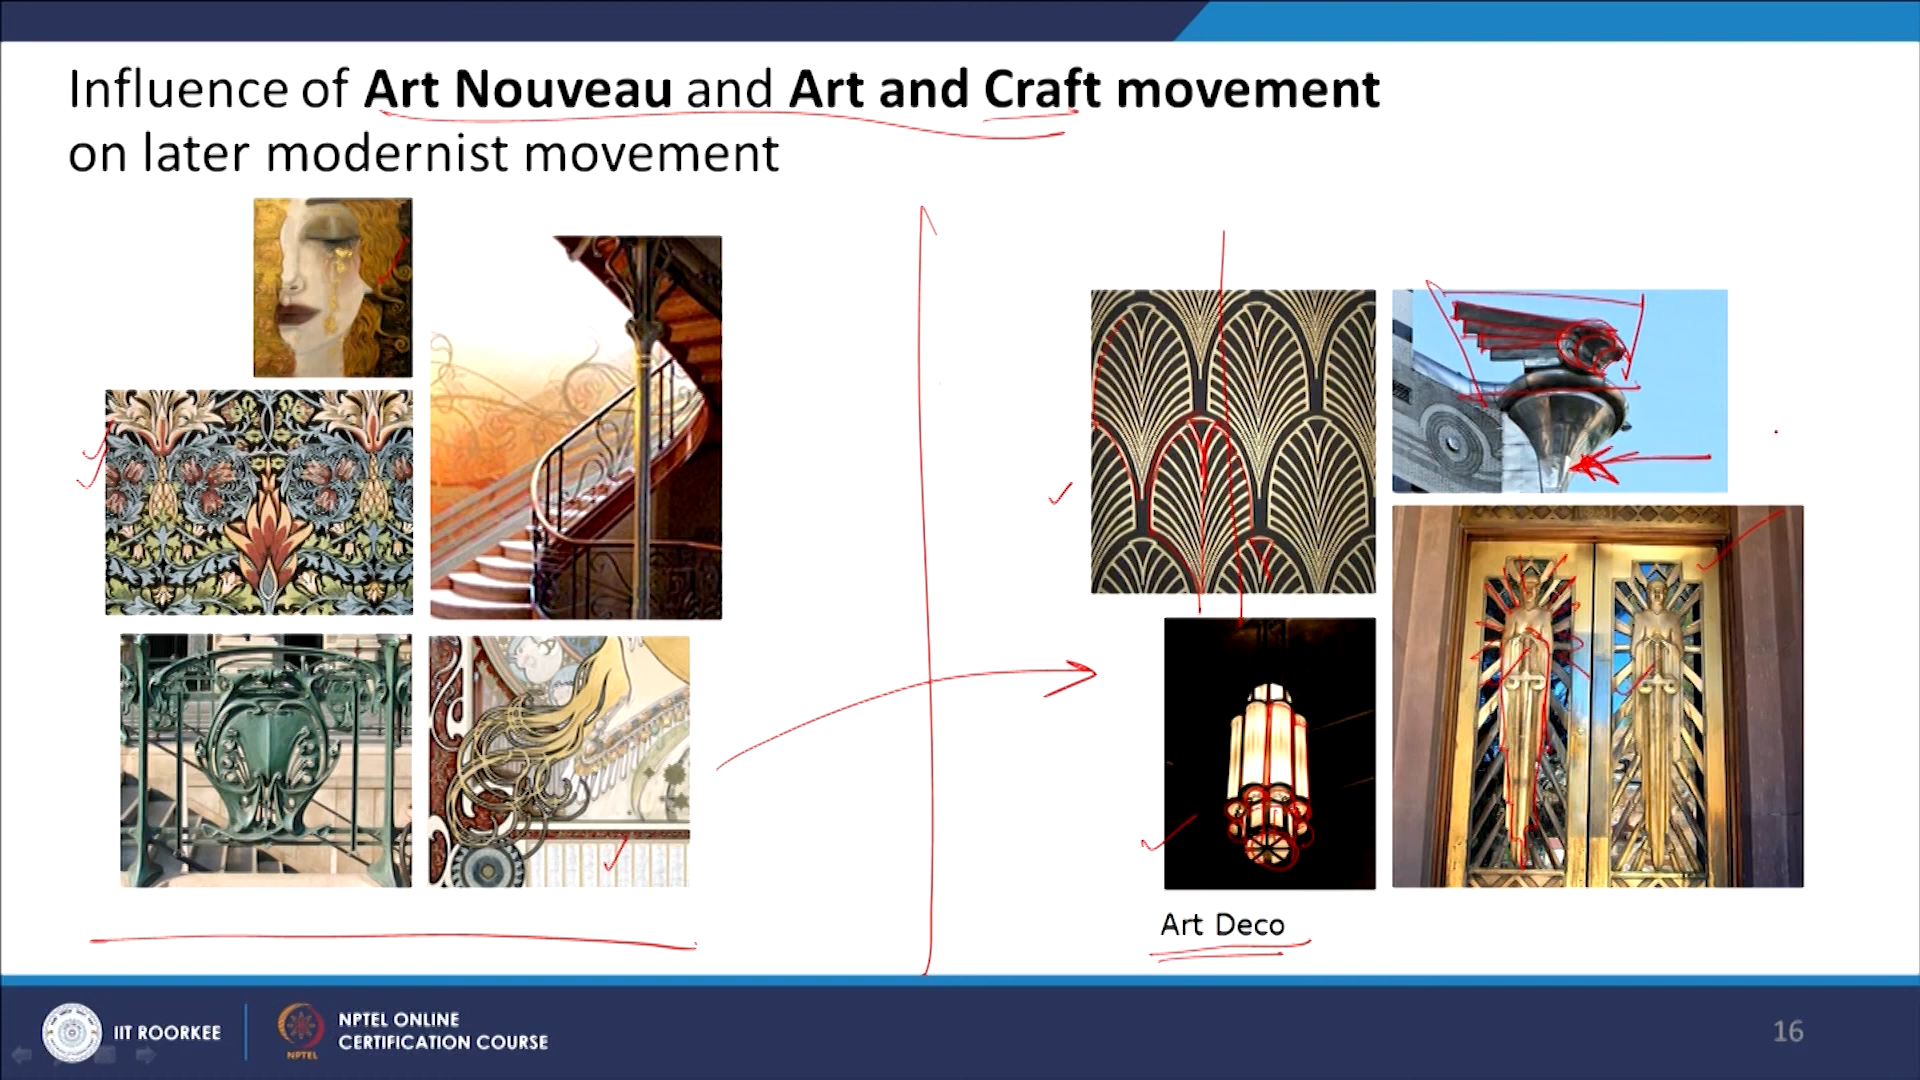 Influence of Art Nouveau and Art and Craft movement
on later modernist movement
Art Deco
IIT ROORKEE
NPTEL
NPTEL ONLINE
CERTIFICATION COURSE
16